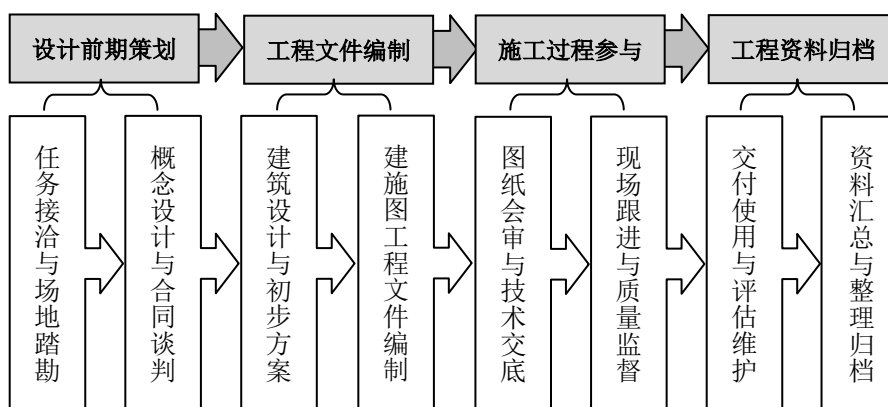 设计前期策划
工程文件编制
施工过程参与
工程资料归档
任务接洽与场地踏勘
概念设计与合同谈判
建筑设计与初步方案
建施图工程文件编制
图纸会审与技术交底
现场跟进与质量监督
交付使用与评估维护
资料汇总与整理归档